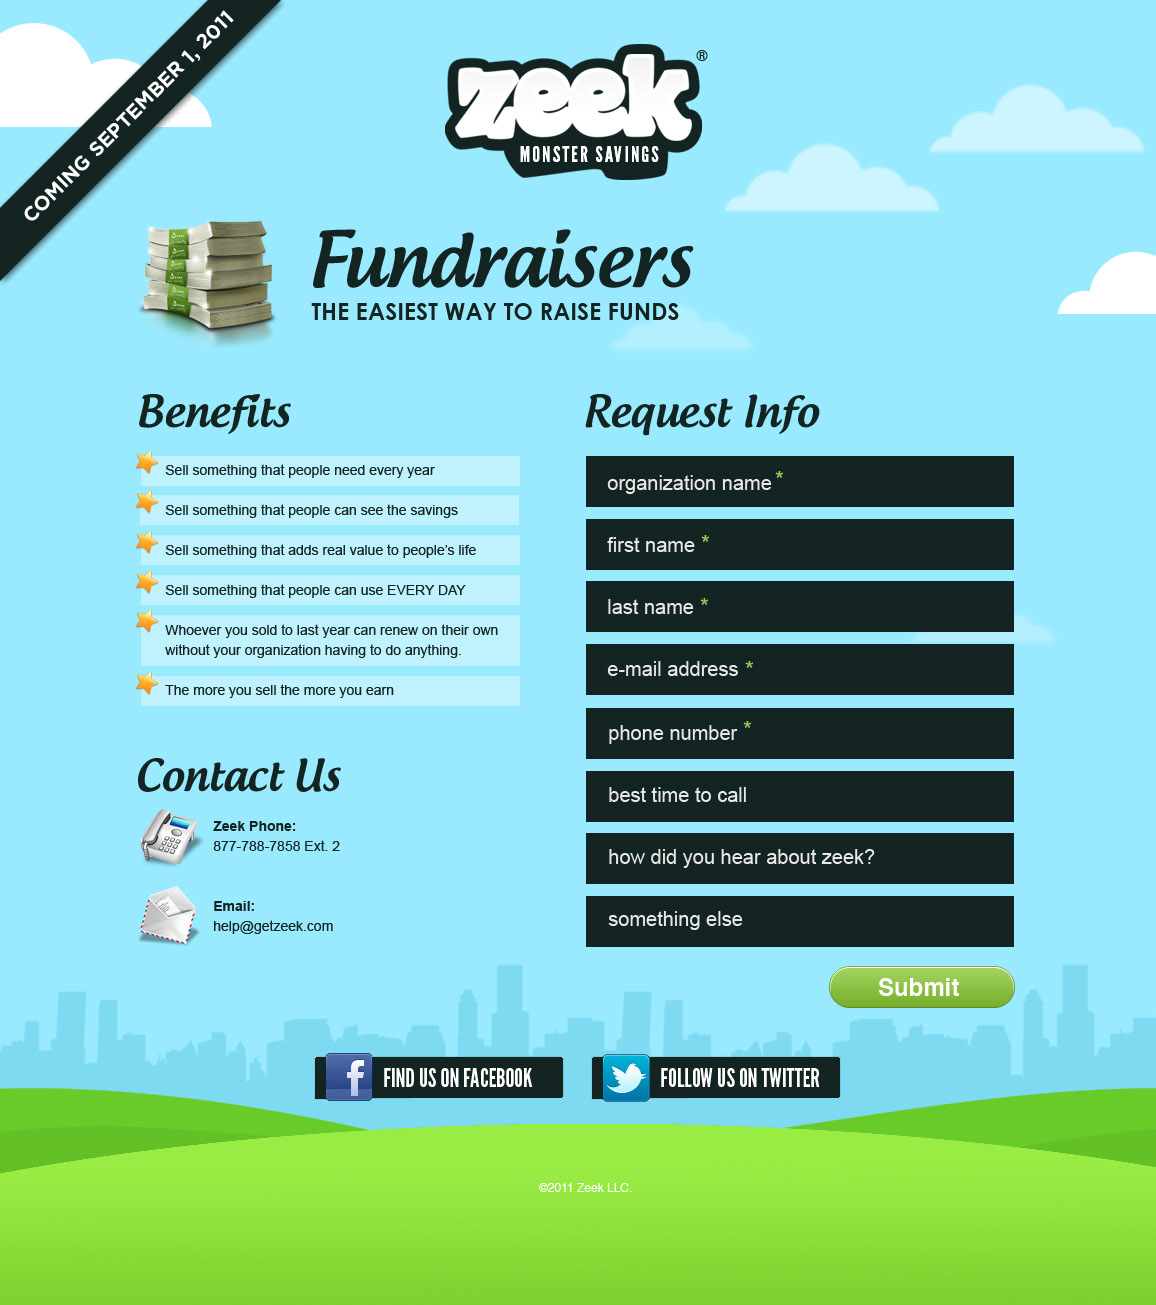 COMING SEPTEMBER 1, 2011
zeek®
MONSTER SAVINGS
Fundraisers
THE EASIEST WAY TO RAISE FUNDS
Benefits
Sell something that people need every year
Sell something that people can see the savings
Sell something that adds real value to people's life
Sell something that people can use EVERY DAY
Whoever you sold to last year can renew on their own
without your organization having to do anything.
The more you sell the more you earn
Contact Us
Zeek Phone:
877-788-7858 Ext. 2
Email:
help@getzeek.com
Request Info
organization name *
first name *
last name *
e-mail address *
phone number *
best time to call
how did you hear about zeek?
something else
Submit
f FIND US ON FACEBOOK
FOLLOW US ON TWITTER
©2011 Zeek LLC.